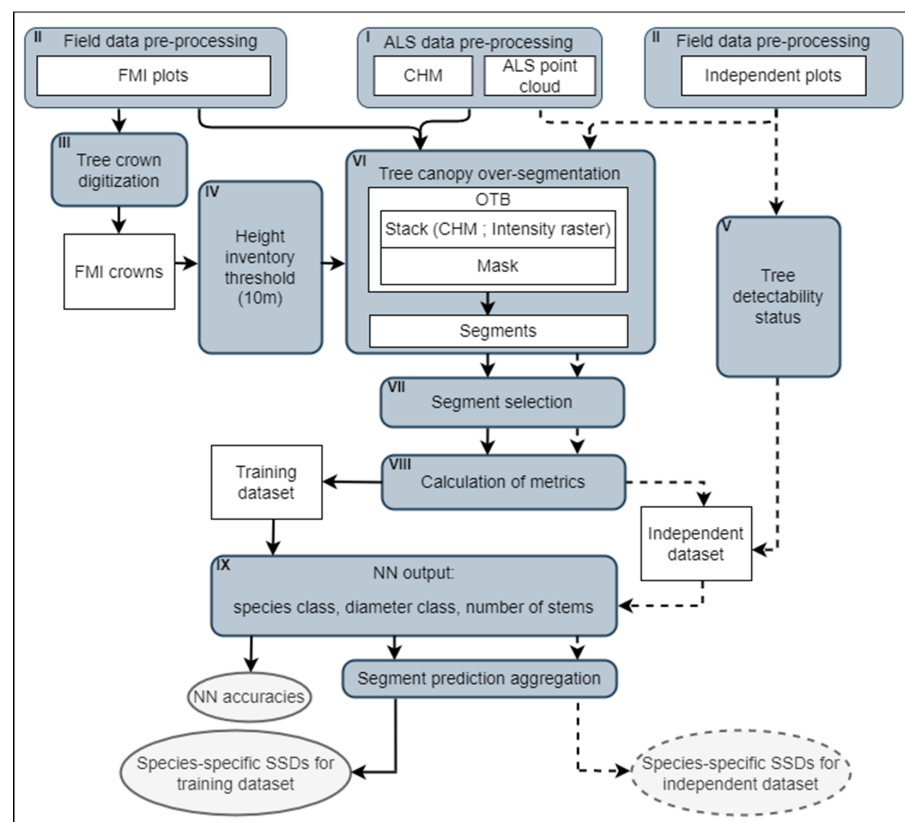 II
Field data pre-processing
FMI plots
I
ALS data pre-processing
CHM
ALS point
cloud
II
Field data pre-processing
Independent plots
III
Tree crown
digitization
FMI crowns
IV
Height
inventory
threshold
(10m)
VI
Tree canopy over-segmentation
OTB
Stack (CHM ; Intensity raster)
Mask
Segments
V
Tree
detectability
status
VII
Segment selection
VIII
Calculation of metrics
Training
dataset
Independent
dataset
IX
NN output:
species class, diameter class, number of stems
Segment prediction aggregation
NN accuracies
Species-specific SSDs for
training dataset
Species-specific SSDs for
independent dataset